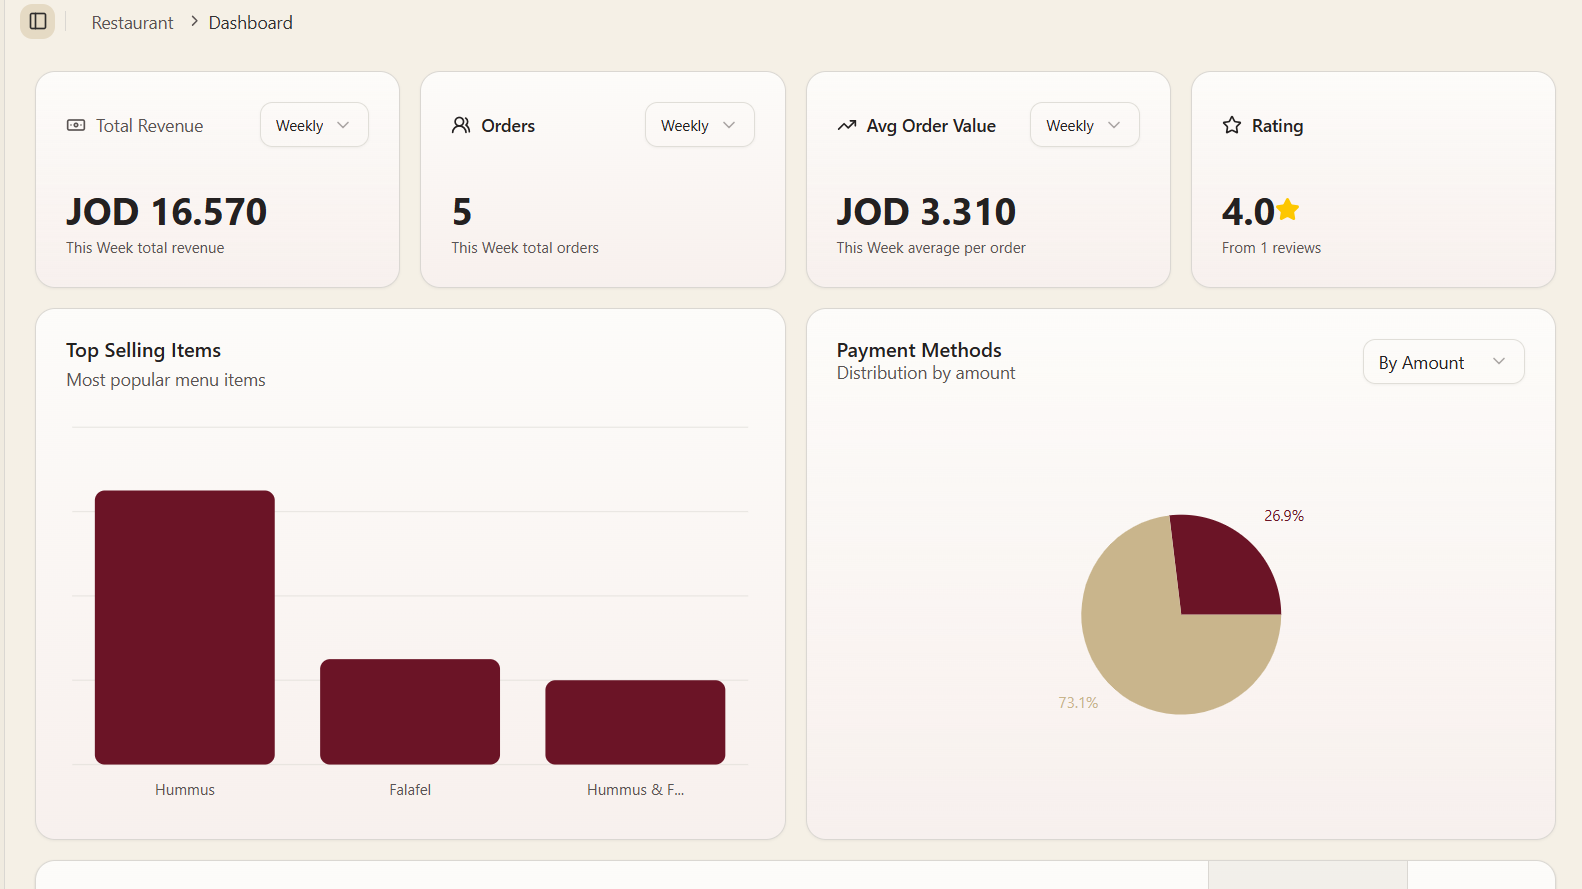 Restaurant > Dashboard
Total Revenue
Weekly
JOD 16.570
This Week total revenue
Orders
Weekly
5
This Week total orders
Avg Order Value
Weekly
JOD 3.310
This Week average per order
Rating
4.0
From 1 reviews
Top Selling Items
Most popular menu items
Hummus
Falafel
Hummus & F...
Payment Methods
Distribution by amount
By Amount
26.9%
73.1%